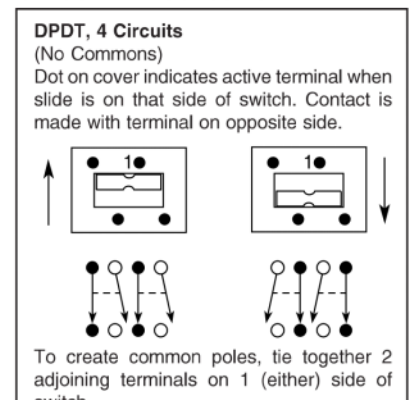 DPDT, 4 Circuits
(No Commons)
Dot on cover indicates active terminal when
slide is on that side of switch. Contact is
made with terminal on opposite side.
1 1
To create common poles, tie together 2
adjoining terminals on 1 (either) side of